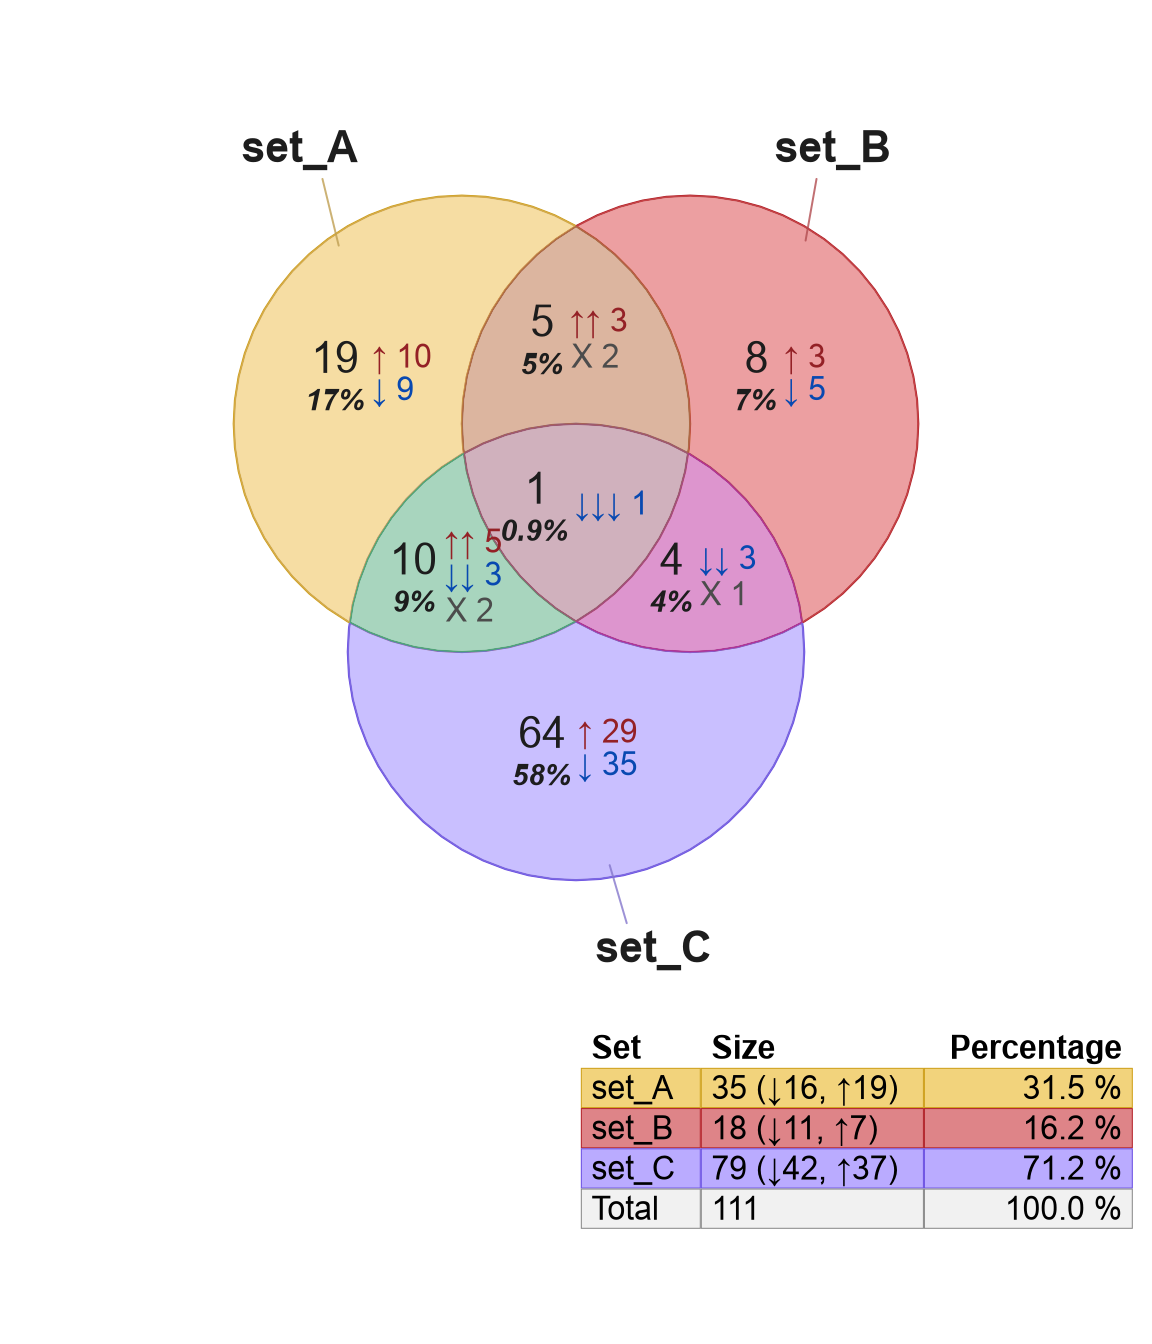 set_A
set_B
5 ↑↑ 3
5% X 2
19 ↑ 10
17% ↓ 9
8 ↑ 3
7% ↓ 5
1 ↓↓↓ 1
0.9%
10 ↑↑ 5
↓↓ 3
9% X 2
4 ↓↓ 3
4% X 1
64 ↑ 29
58% ↓ 35
set_C
Set Size Percentage
set_A 35 (↓16, ↑19) 31.5 %
set_B 18 (↓11, ↑7) 16.2 %
set_C 79 (↓42, ↑37) 71.2 %
Total 111 100.0 %